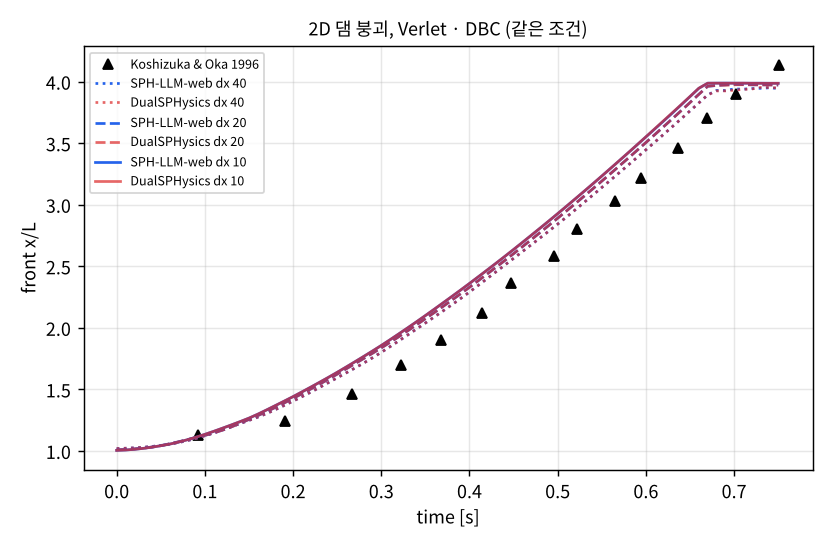 2D 댐 붕괴, Verlet · DBC (같은 조건)
Koshizuka & Oka 1996
SPH-LLM-web dx 40
DualSPHysics dx 40
SPH-LLM-web dx 20
DualSPHysics dx 20
SPH-LLM-web dx 10
DualSPHysics dx 10
front x/L
4.0
3.5
3.0
2.5
2.0
1.5
1.0
0.0 0.1 0.2 0.3 0.4 0.5 0.6 0.7
time [s]